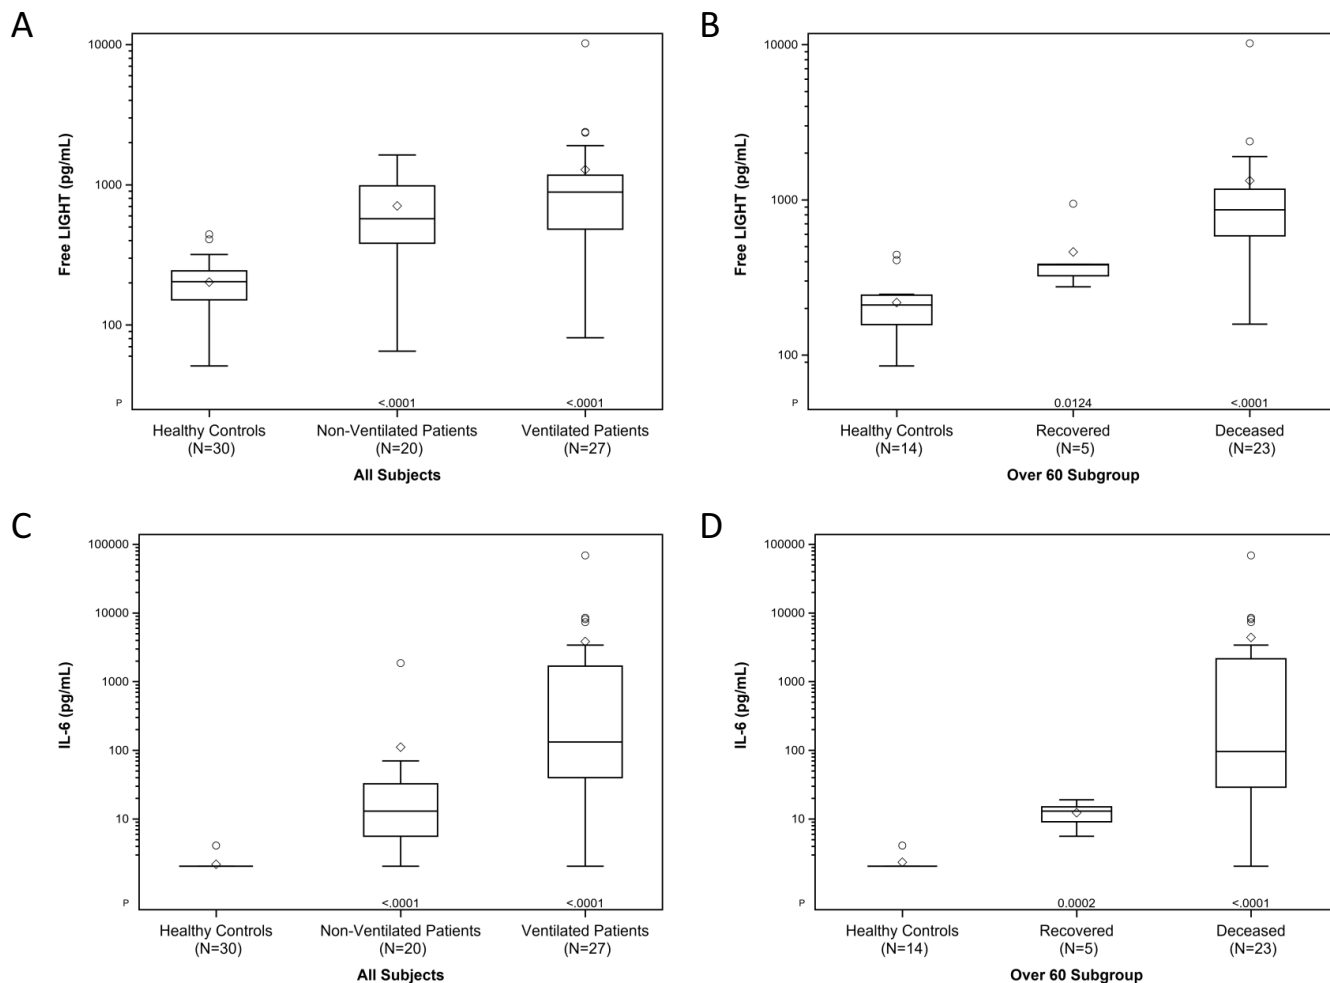 A
Free LIGHT (pg/mL)
10000
1000
100
P
<.0001
<.0001
Healthy Controls
(N=30)
Non-Ventilated Patients
(N=20)
Ventilated Patients
(N=27)
All Subjects
B
Free LIGHT (pg/mL)
10000
1000
100
P
0.0124
<.0001
Healthy Controls
(N=14)
Recovered
(N=5)
Deceased
(N=23)
Over 60 Subgroup
C
IL-6 (pg/mL)
100000
10000
1000
100
10
P
<.0001
<.0001
Healthy Controls
(N=30)
Non-Ventilated Patients
(N=20)
Ventilated Patients
(N=27)
All Subjects
D
IL-6 (pg/mL)
100000
10000
1000
100
10
P
0.0002
<.0001
Healthy Controls
(N=14)
Recovered
(N=5)
Deceased
(N=23)
Over 60 Subgroup